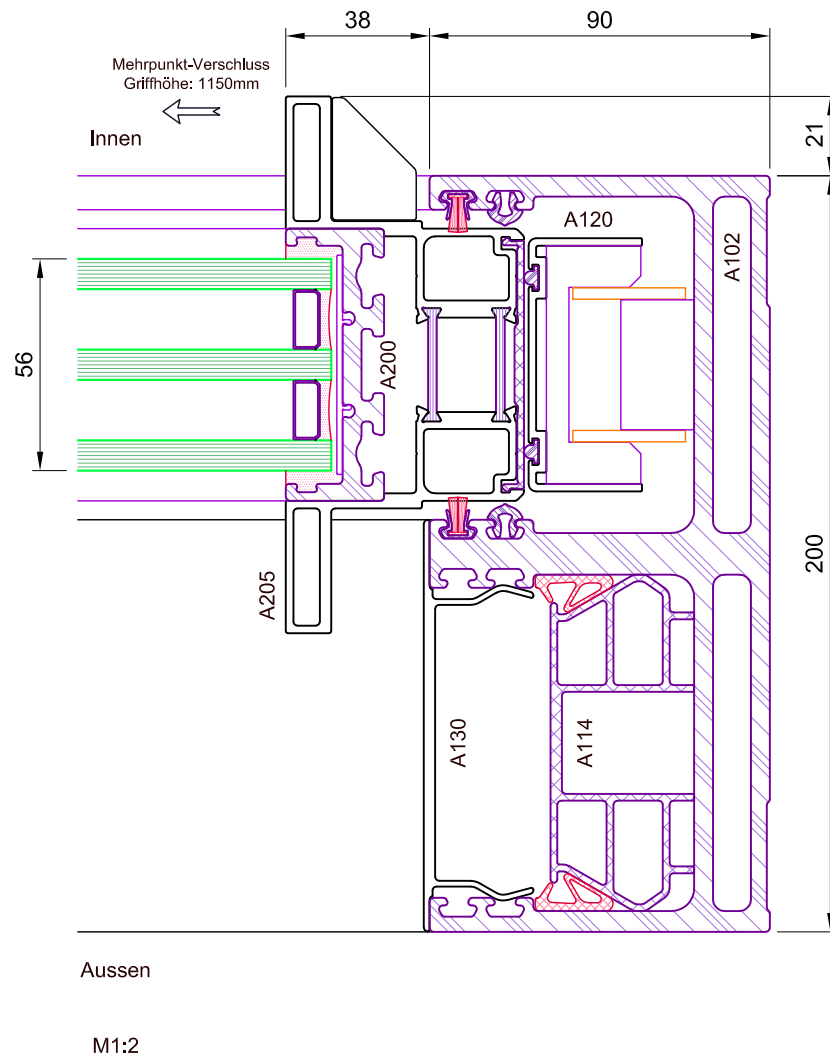 38
90
Mehrpunkt-Verschluss
Griffhöhe: 1150mm
21
Innen
A120
A102
56
A200
200
A205
A130
A114
Aussen
M1:2